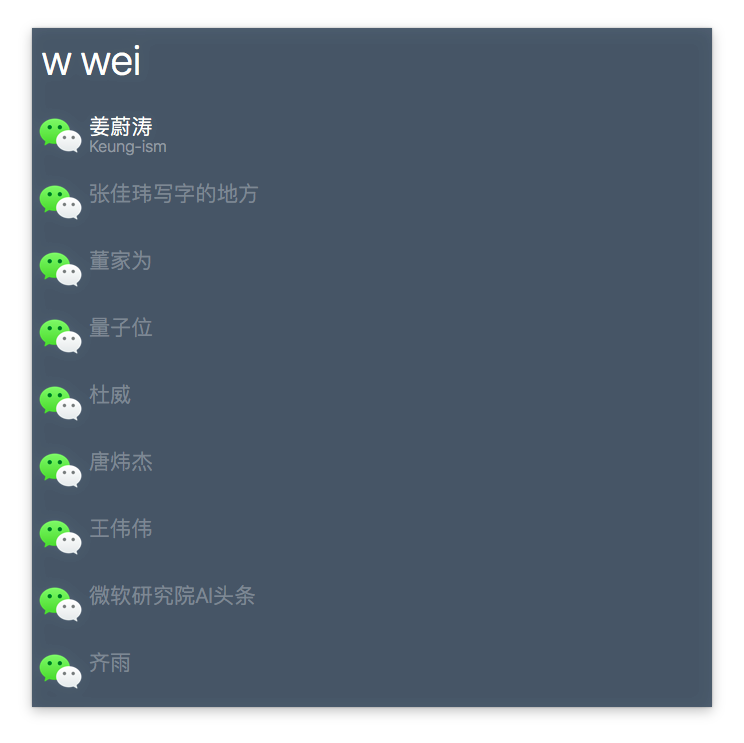 w wei
姜蔚涛
Keung-ism
张佳玮写字的地方
董家为
量子位
杜威
唐炜杰
王伟伟
微软研究院AI头条
齐雨